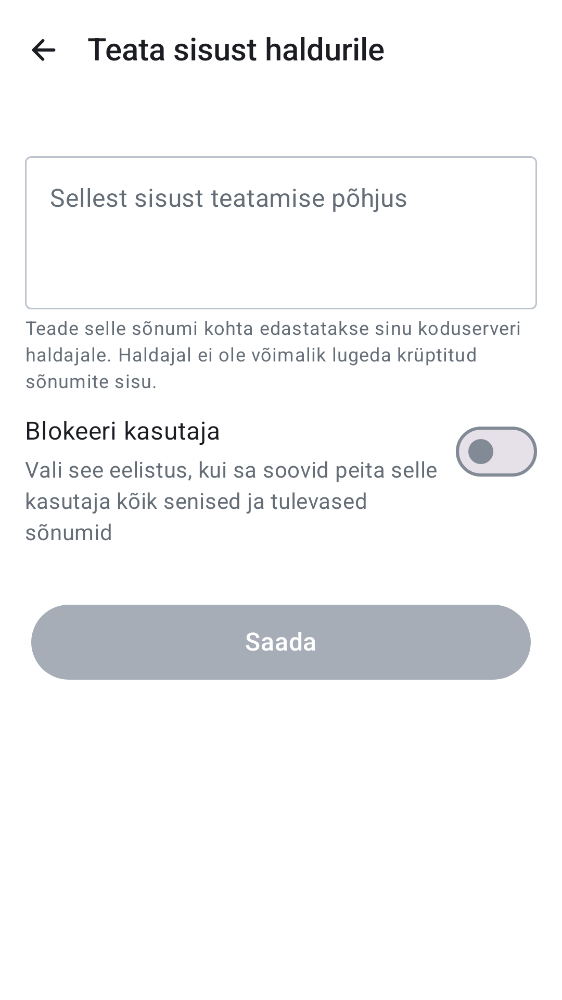 Teata sisust haldurile
Sellest sisust teatamise põhjus
Teade selle sõnumi kohta edastatakse sinu koduserveri
haldajale. Haldajal ei ole võimalik lugeda krüptitud
sõnumite sisu.
Blokeeri kasutaja
Vali see eelistus, kui sa soovid peita selle
kasutaja kõik senised ja tulevased
sõnumid
Saada